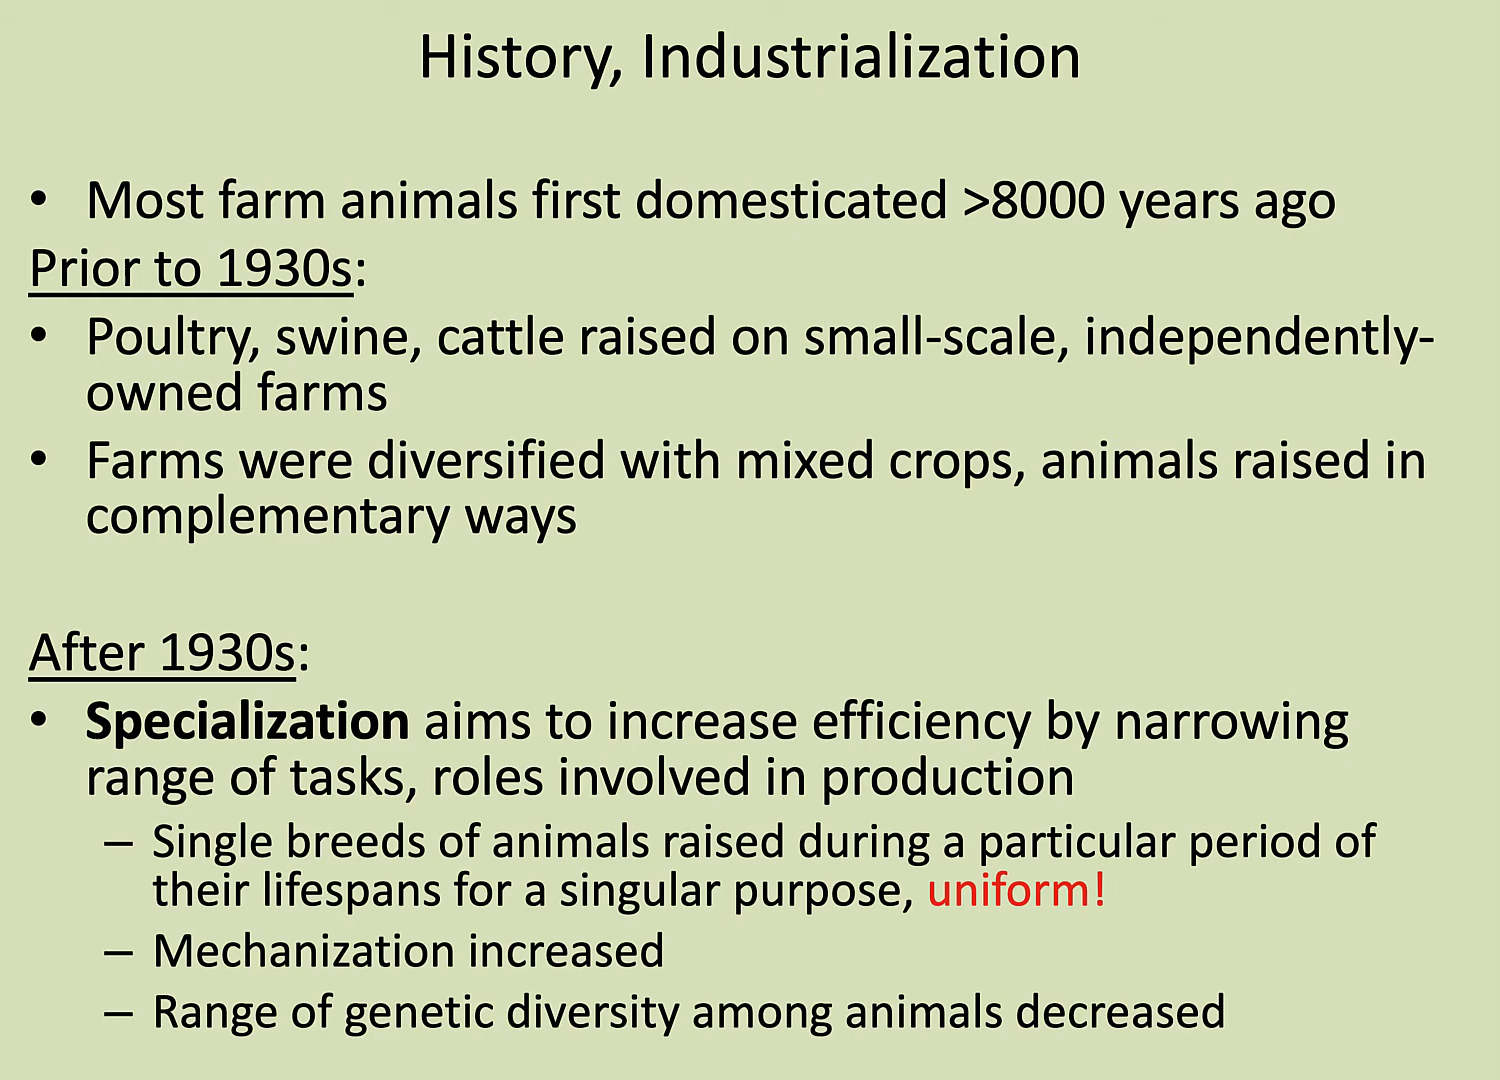 History, Industrialization
• Most farm animals first domesticated >8000 years ago
Prior to 1930s:
• Poultry, swine, cattle raised on small-scale, independently-
owned farms
• Farms were diversified with mixed crops, animals raised in
complementary ways
After 1930s:
• Specialization aims to increase efficiency by narrowing
range of tasks, roles involved in production
– Single breeds of animals raised during a particular period of
their lifespans for a singular purpose, uniform!
– Mechanization increased
– Range of genetic diversity among animals decreased